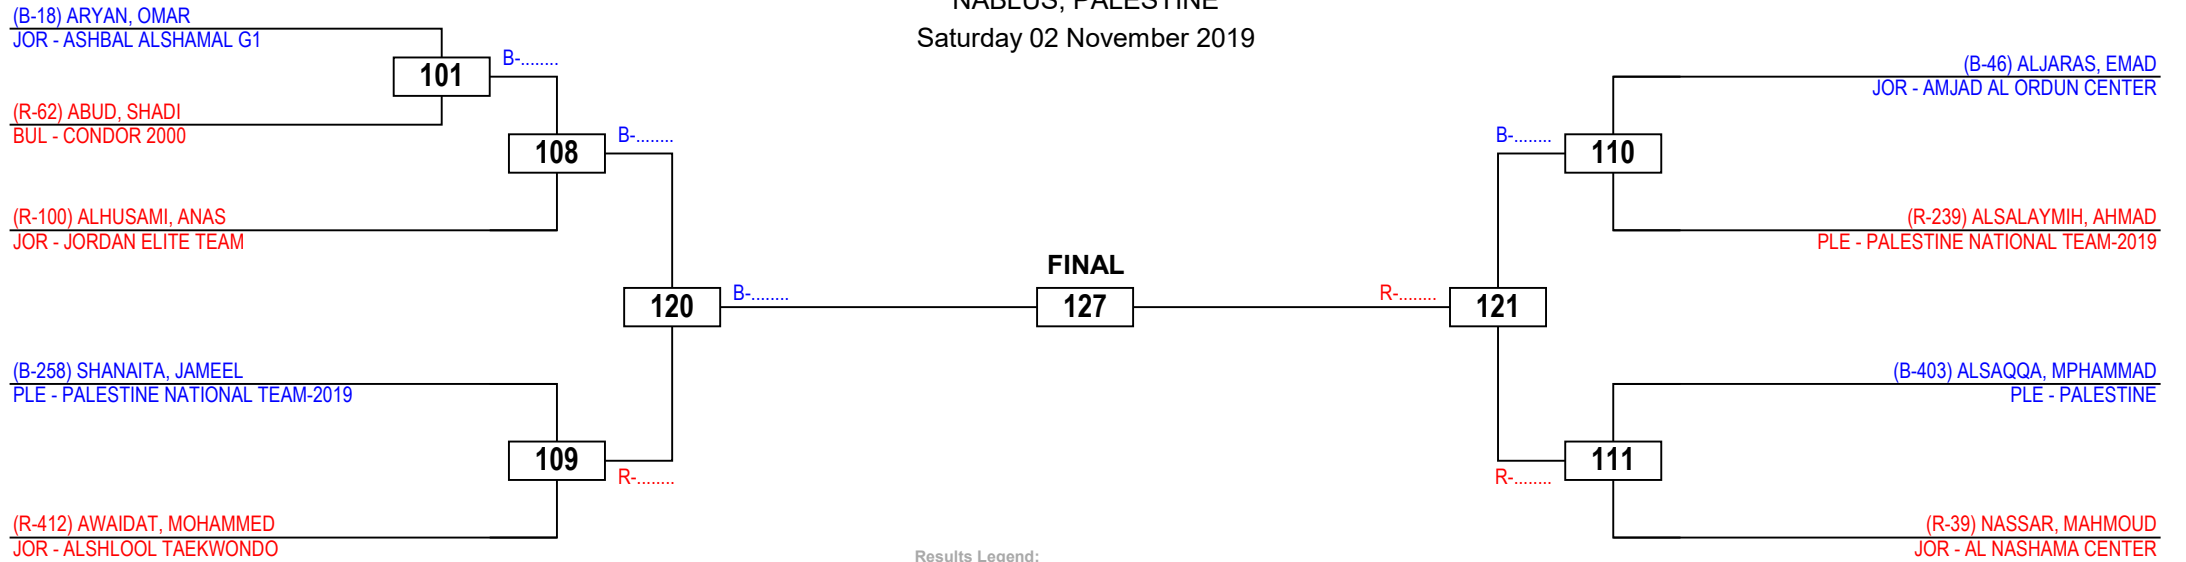 NABLUS, PALESTINE
Saturday 02 November 2019
(B-18) ARYAN, OMAR
JOR - ASHBAL ALSHAMAL G1
101
B-........
(R-62) ABUD, SHADI
BUL - CONDOR 2000
108
B-........
(R-100) ALHUSAMI, ANAS
JOR - JORDAN ELITE TEAM
120
B-........
(B-258) SHANAITA, JAMEEL
PLE - PALESTINE NATIONAL TEAM-2019
109
R-........
(R-412) AWAIDAT, MOHAMMED
JOR - ALSHLOOL TAEKWONDO
FINAL
127
(B-46) ALJARAS, EMAD
JOR - AMJAD AL ORDUN CENTER
B-........
110
(R-239) ALSALAYMIH, AHMAD
PLE - PALESTINE NATIONAL TEAM-2019
R-........
121
(B-403) ALSAQQA, MPHAMMAD
PLE - PALESTINE
111
R-........
(R-39) NASSAR, MAHMOUD
JOR - AL NASHAMA CENTER
Results Legend: